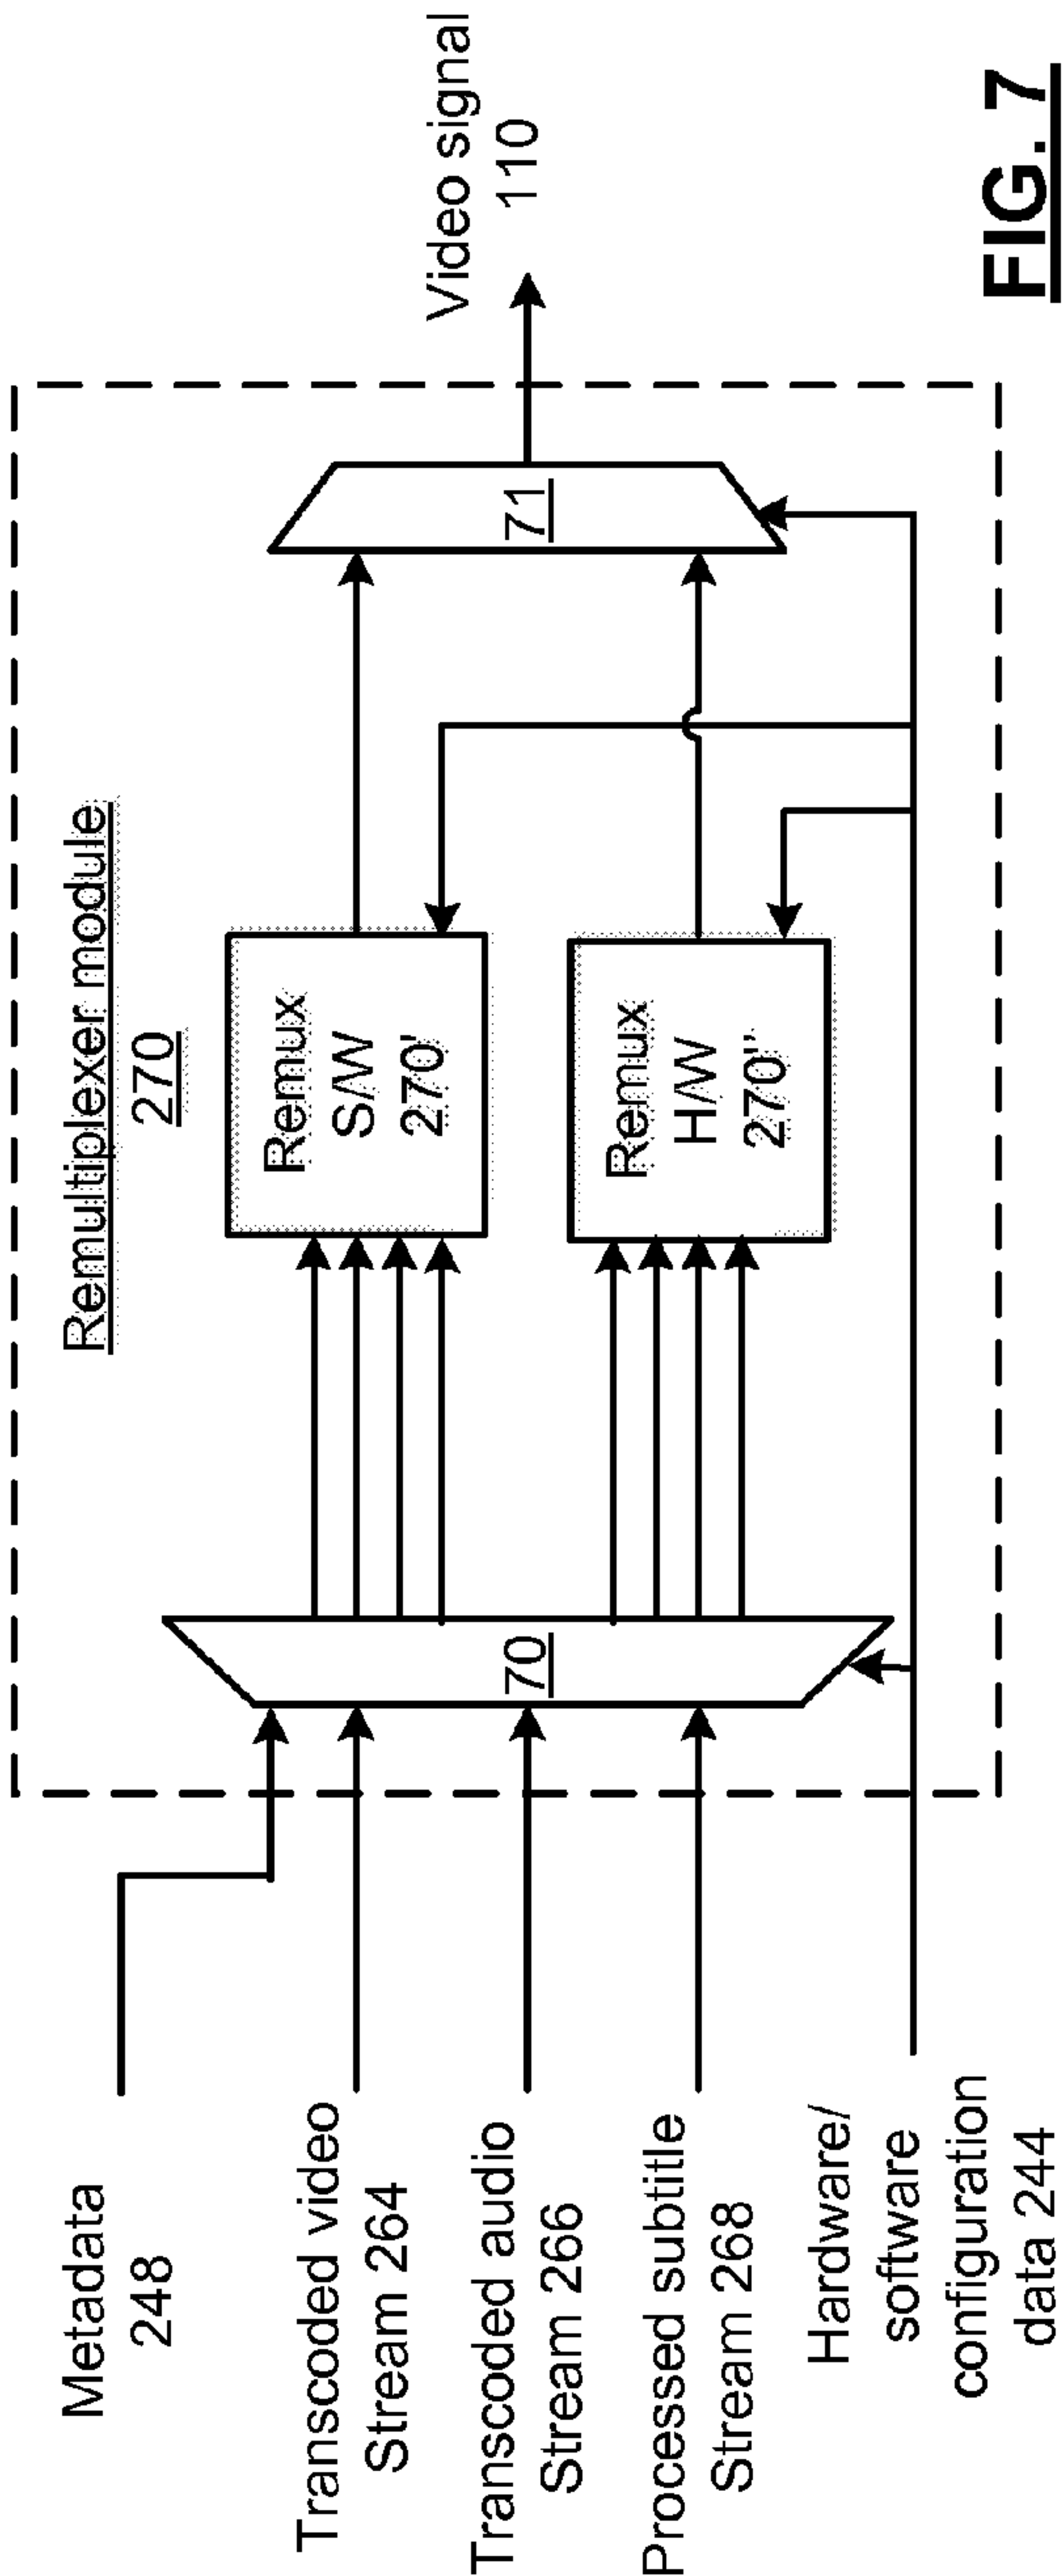 Remultiplexer module
270
Metadata
248
Transcoded video
Stream 264
Transcoded audio
Stream 266
Processed subtitle
Stream 268
Hardware/
software
configuration
data 244
70
Remux
S/W
270'
Remux
H/W
270"
71
Video signal
110
FIG. 7